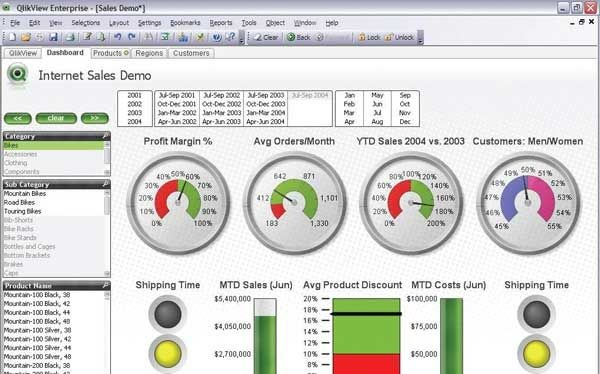 QlikView Enterprise - [Sales Demo*]
File Edit View Selections Layout Settings Bookmarks Reports Tools Object Window Help
Clear Back Forward Lock Unlock
QlikView Dashboard Products Regions Customers
Internet Sales Demo
<< clear >>
2001 Jul-Sep 2001 Jul-Sep 2002 Jul-Sep 2003 Jul-Sep 2004 Jan May Sep
2002 Oct-Dec 2001 Oct-Dec 2002 Oct-Dec 2003 Feb Jun Oct
2003 Jan-Mar 2002 Jan-Mar 2003 Jan-Mar 2004 Mar Jul Nov
2004 Apr-Jun 2002 Apr-Jun 2003 Apr-Jun 2004 Apr Aug Dec
Category
Bikes
Accessories
Clothing
Components
Sub Category
Mountain Bikes
Road Bikes
Touring Bikes
Bib-Shorts
Bike Racks
Bike Stands
Bottles and Cages
Bottom Brackets
Brakes
Caps
Product Name
Mountain-100 Black, 38
Mountain-100 Black, 42
Mountain-100 Black, 44
Mountain-100 Silver, 38
Mountain-100 Silver, 42
Mountain-100 Silver, 44
Mountain-100 Silver, 48
Mountain-200 Black, 38
Profit Margin %
0% 10% 20% 30% 40% 50% 60% 70% 80% 90% 100%
Avg Orders/Month
183 412 642 871 1,101 1,330
YTD Sales 2004 vs. 2003
0% 20% 40% 60% 80% 100% 120% 140% 160% 180% 200%
Customers: Men/Women
45% 46% 47% 48% 49% 50% 51% 52% 53% 54% 55%
Shipping Time
MTD Sales (Jun)
$5,400,000
$4,050,000
$2,700,000
Avg Product Discount
20%
18%
16%
14%
12%
10%
8%
MTD Costs (Jun)
$100,000
$75,000
$50,000
Shipping Time